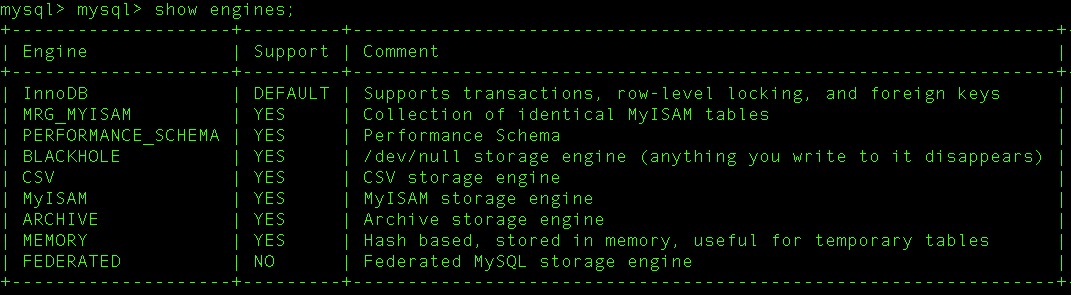 mysql> mysql> show engines;
+--------------------+---------+----------------------------------------------------------------+
| Engine             | Support | Comment                                                        |
+--------------------+---------+----------------------------------------------------------------+
| InnoDB             | DEFAULT | Supports transactions, row-level locking, and foreign keys     |
| MRG_MYISAM         | YES     | Collection of identical MyISAM tables                          |
| PERFORMANCE_SCHEMA | YES     | Performance Schema                                             |
| BLACKHOLE          | YES     | /dev/null storage engine (anything you write to it disappears) |
| CSV                | YES     | CSV storage engine                                             |
| MyISAM             | YES     | MyISAM storage engine                                          |
| ARCHIVE            | YES     | Archive storage engine                                         |
| MEMORY             | YES     | Hash based, stored in memory, useful for temporary tables      |
| FEDERATED          | NO      | Federated MySQL storage engine                                 |
+--------------------+---------+----------------------------------------------------------------+